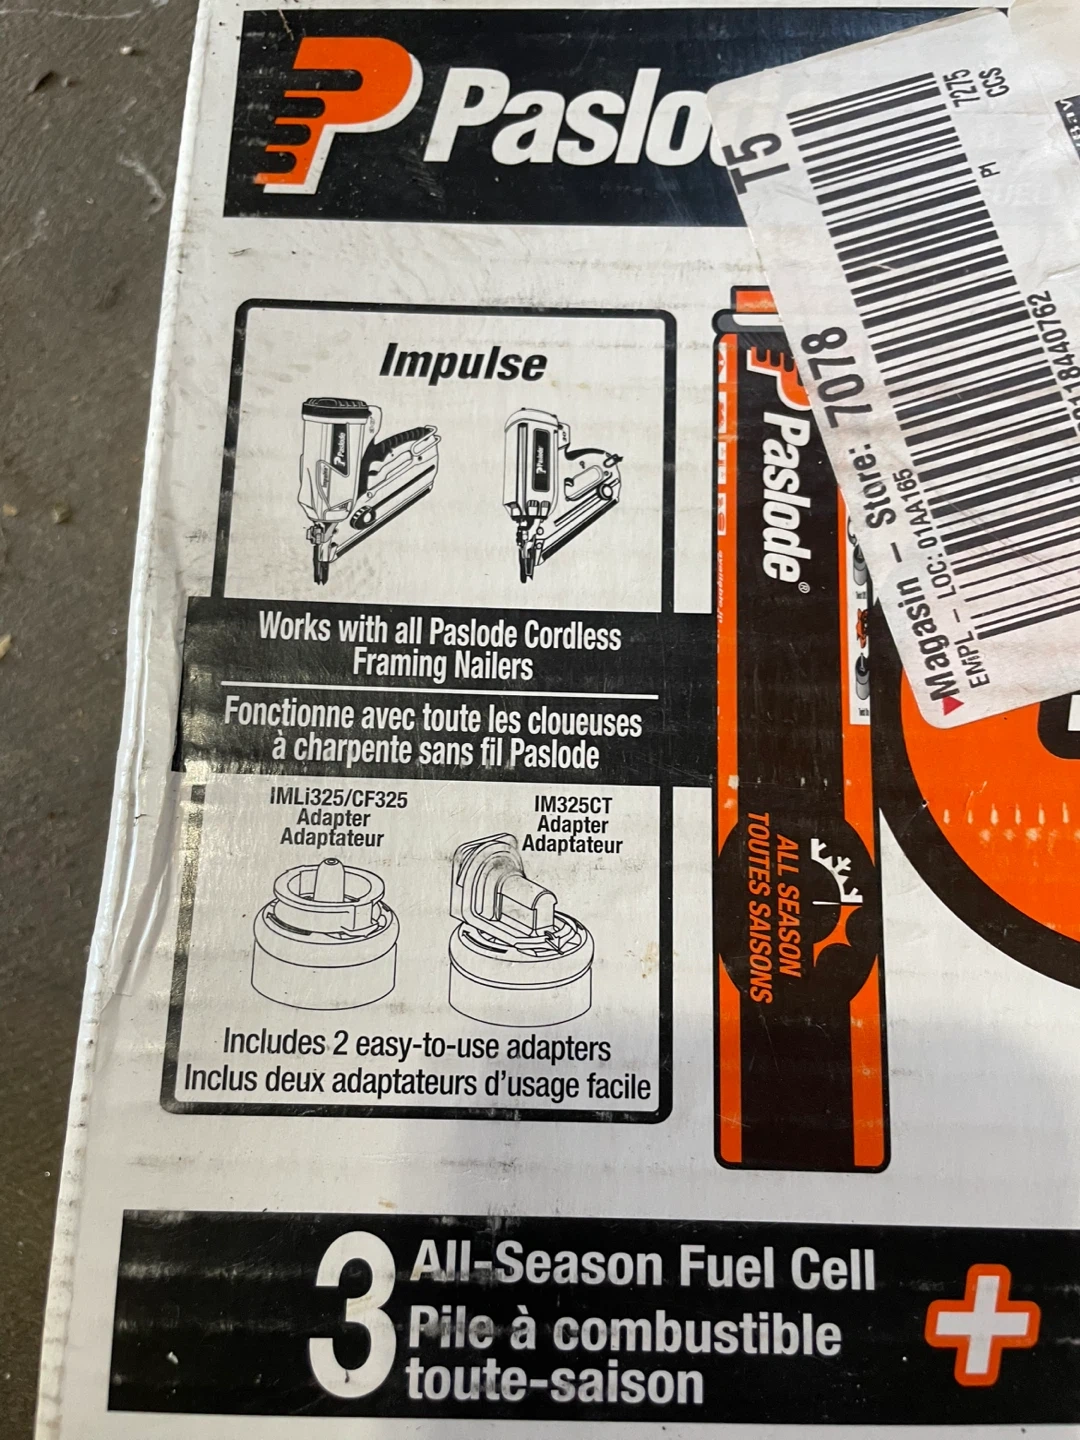 Paslo
T5
7275
CCS
P1
Magasin - Store: 7078
EMPL - LOC: 01AA165
Impulse
Paslode
Paslode
Paslode®
Works with all Paslode Cordless
Framing Nailers
Fonctionne avec toute les cloueuses
à charpente sans fil Paslode
IMLi325/CF325
Adapter
Adaptateur
IM325CT
Adapter
Adaptateur
ALL SEASON
TOUTES SAISONS
Includes 2 easy-to-use adapters
Inclus deux adaptateurs d'usage facile
3
All-Season Fuel Cell
Pile à combustible
toute-saison